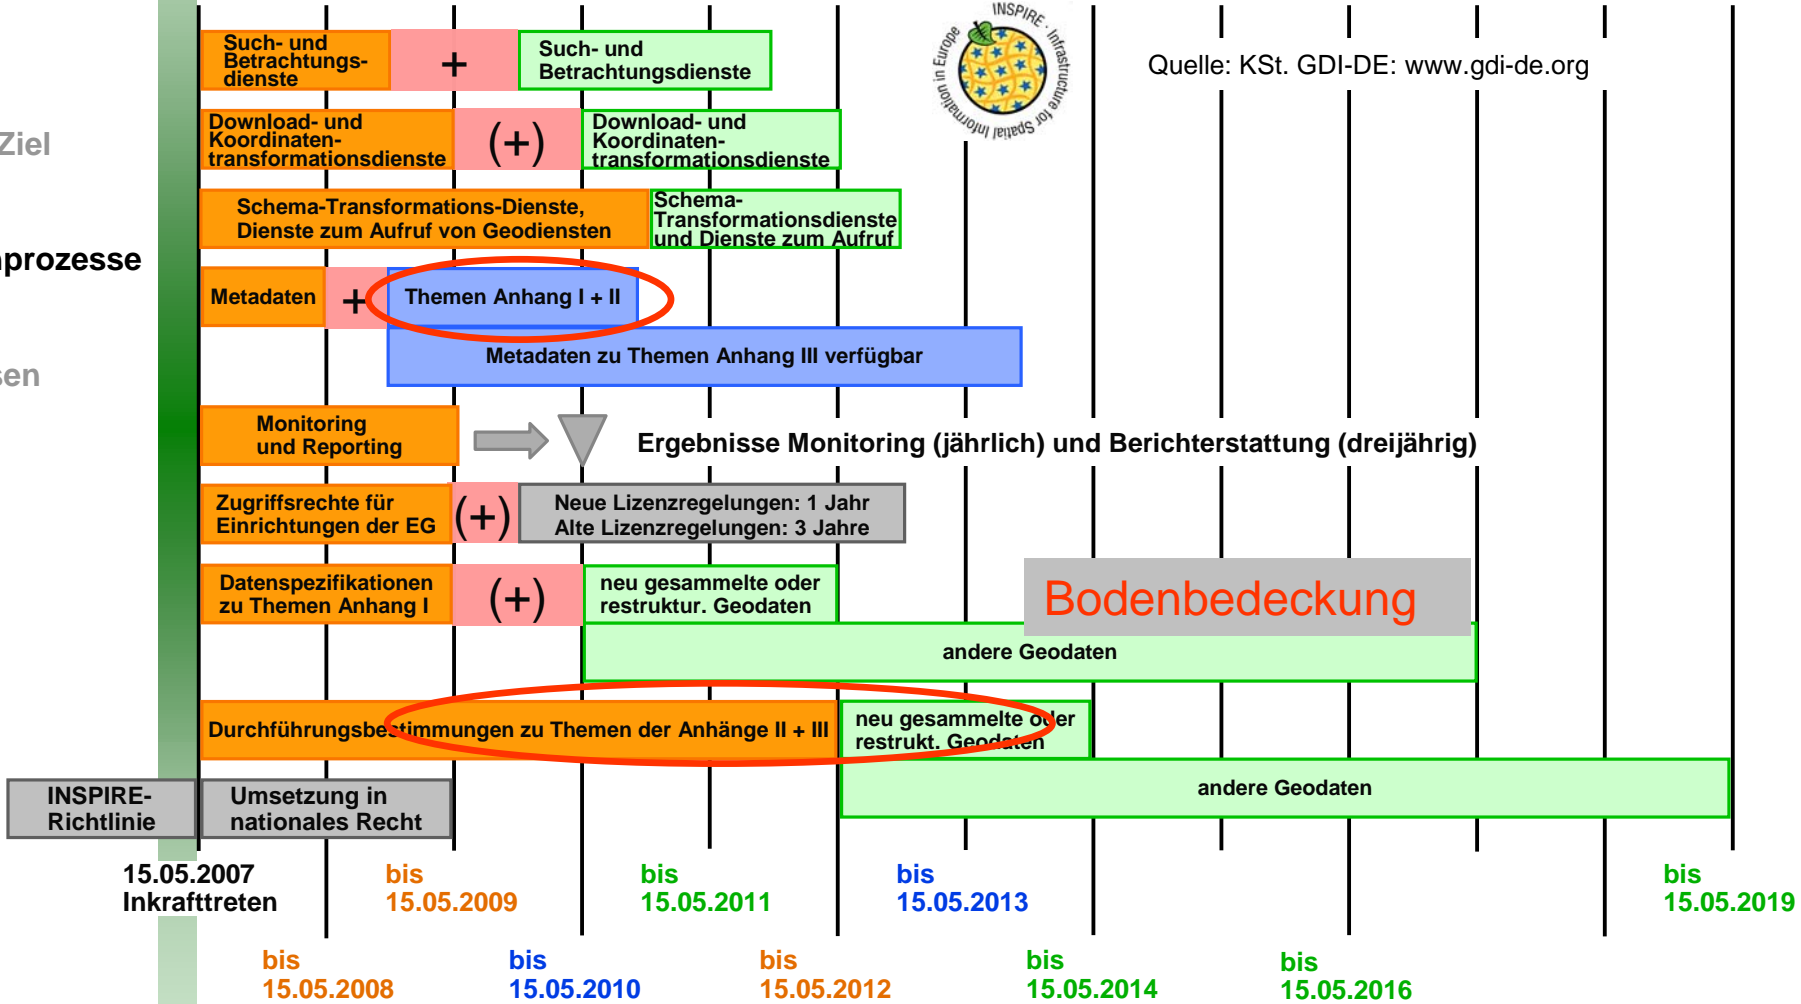 Such- und
Betrachtungs-
dienste
+
Such- und
Betrachtungsdienste
INSPIRE · Infrastructure for Spatial Information in Europe
Quelle: KSt. GDI-DE: www.gdi-de.org
Ziel
Download- und
Koordinaten-
transformationsdienste
(+)
Download- und
Koordinaten-
transformationsdienste
Schema-Transformations-Dienste,
Dienste zum Aufruf von Geodiensten
Schema-
Transformationsdienste
und Dienste zum Aufruf
prozesse
Metadaten
+
Themen Anhang I + II
Metadaten zu Themen Anhang III verfügbar
sen
Monitoring
und Reporting
Ergebnisse Monitoring (jährlich) und Berichterstattung (dreijährig)
Zugriffsrechte für
Einrichtungen der EG
(+)
Neue Lizenzregelungen: 1 Jahr
Alte Lizenzregelungen: 3 Jahre
Datenspezifikationen
zu Themen Anhang I
(+)
neu gesammelte oder
restruktur. Geodaten
Bodenbedeckung
andere Geodaten
Durchführungsbestimmungen zu Themen der Anhänge II + III
neu gesammelte oder
restrukt. Geodaten
andere Geodaten
INSPIRE-
Richtlinie
Umsetzung in
nationales Recht
15.05.2007
Inkrafttreten
bis
15.05.2009
bis
15.05.2011
bis
15.05.2013
bis
15.05.2019
bis
15.05.2008
bis
15.05.2010
bis
15.05.2012
bis
15.05.2014
bis
15.05.2016